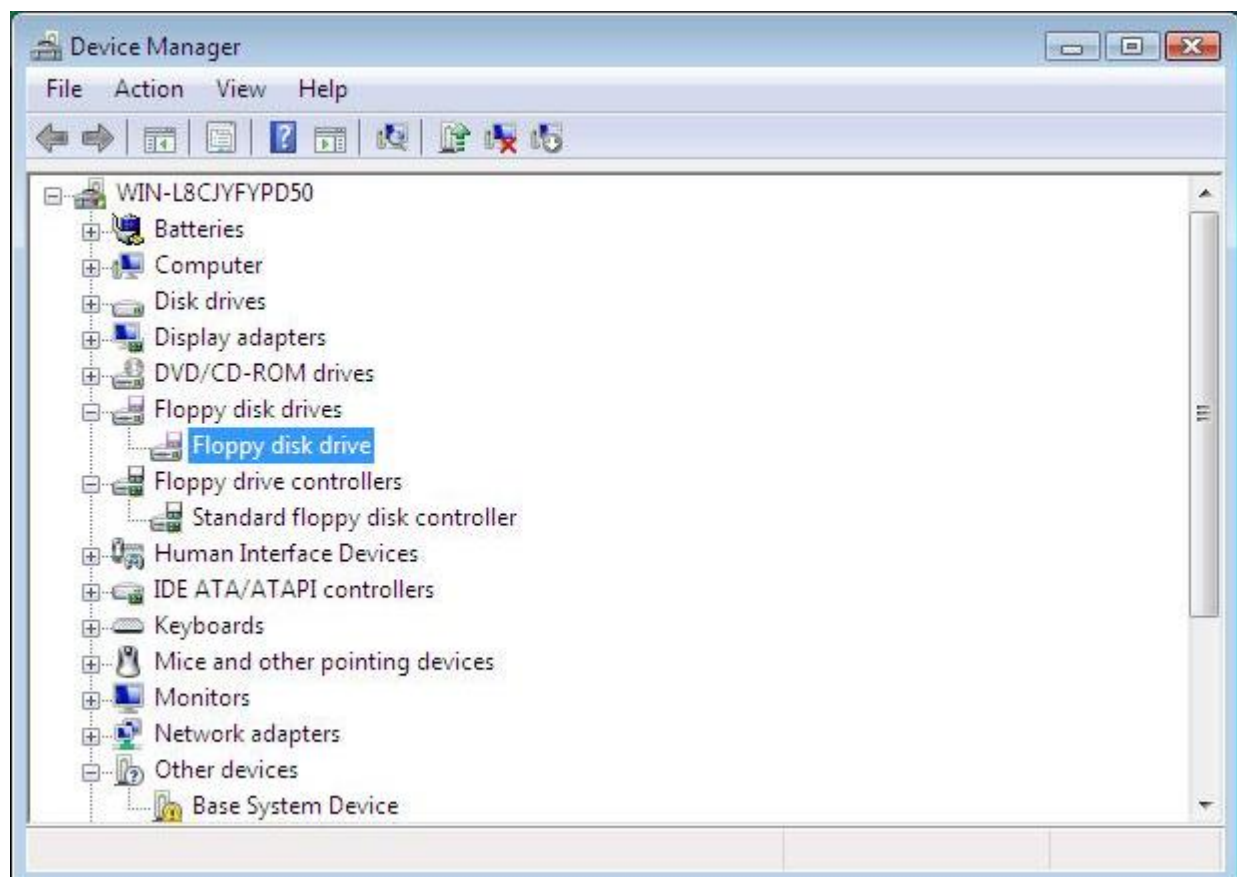 Device Manager
File Action View Help
WIN-L8CJYFYPD50
Batteries
Computer
Disk drives
Display adapters
DVD/CD-ROM drives
Floppy disk drives
Floppy disk drive
Floppy drive controllers
Standard floppy disk controller
Human Interface Devices
IDE ATA/ATAPI controllers
Keyboards
Mice and other pointing devices
Monitors
Network adapters
Other devices
Base System Device